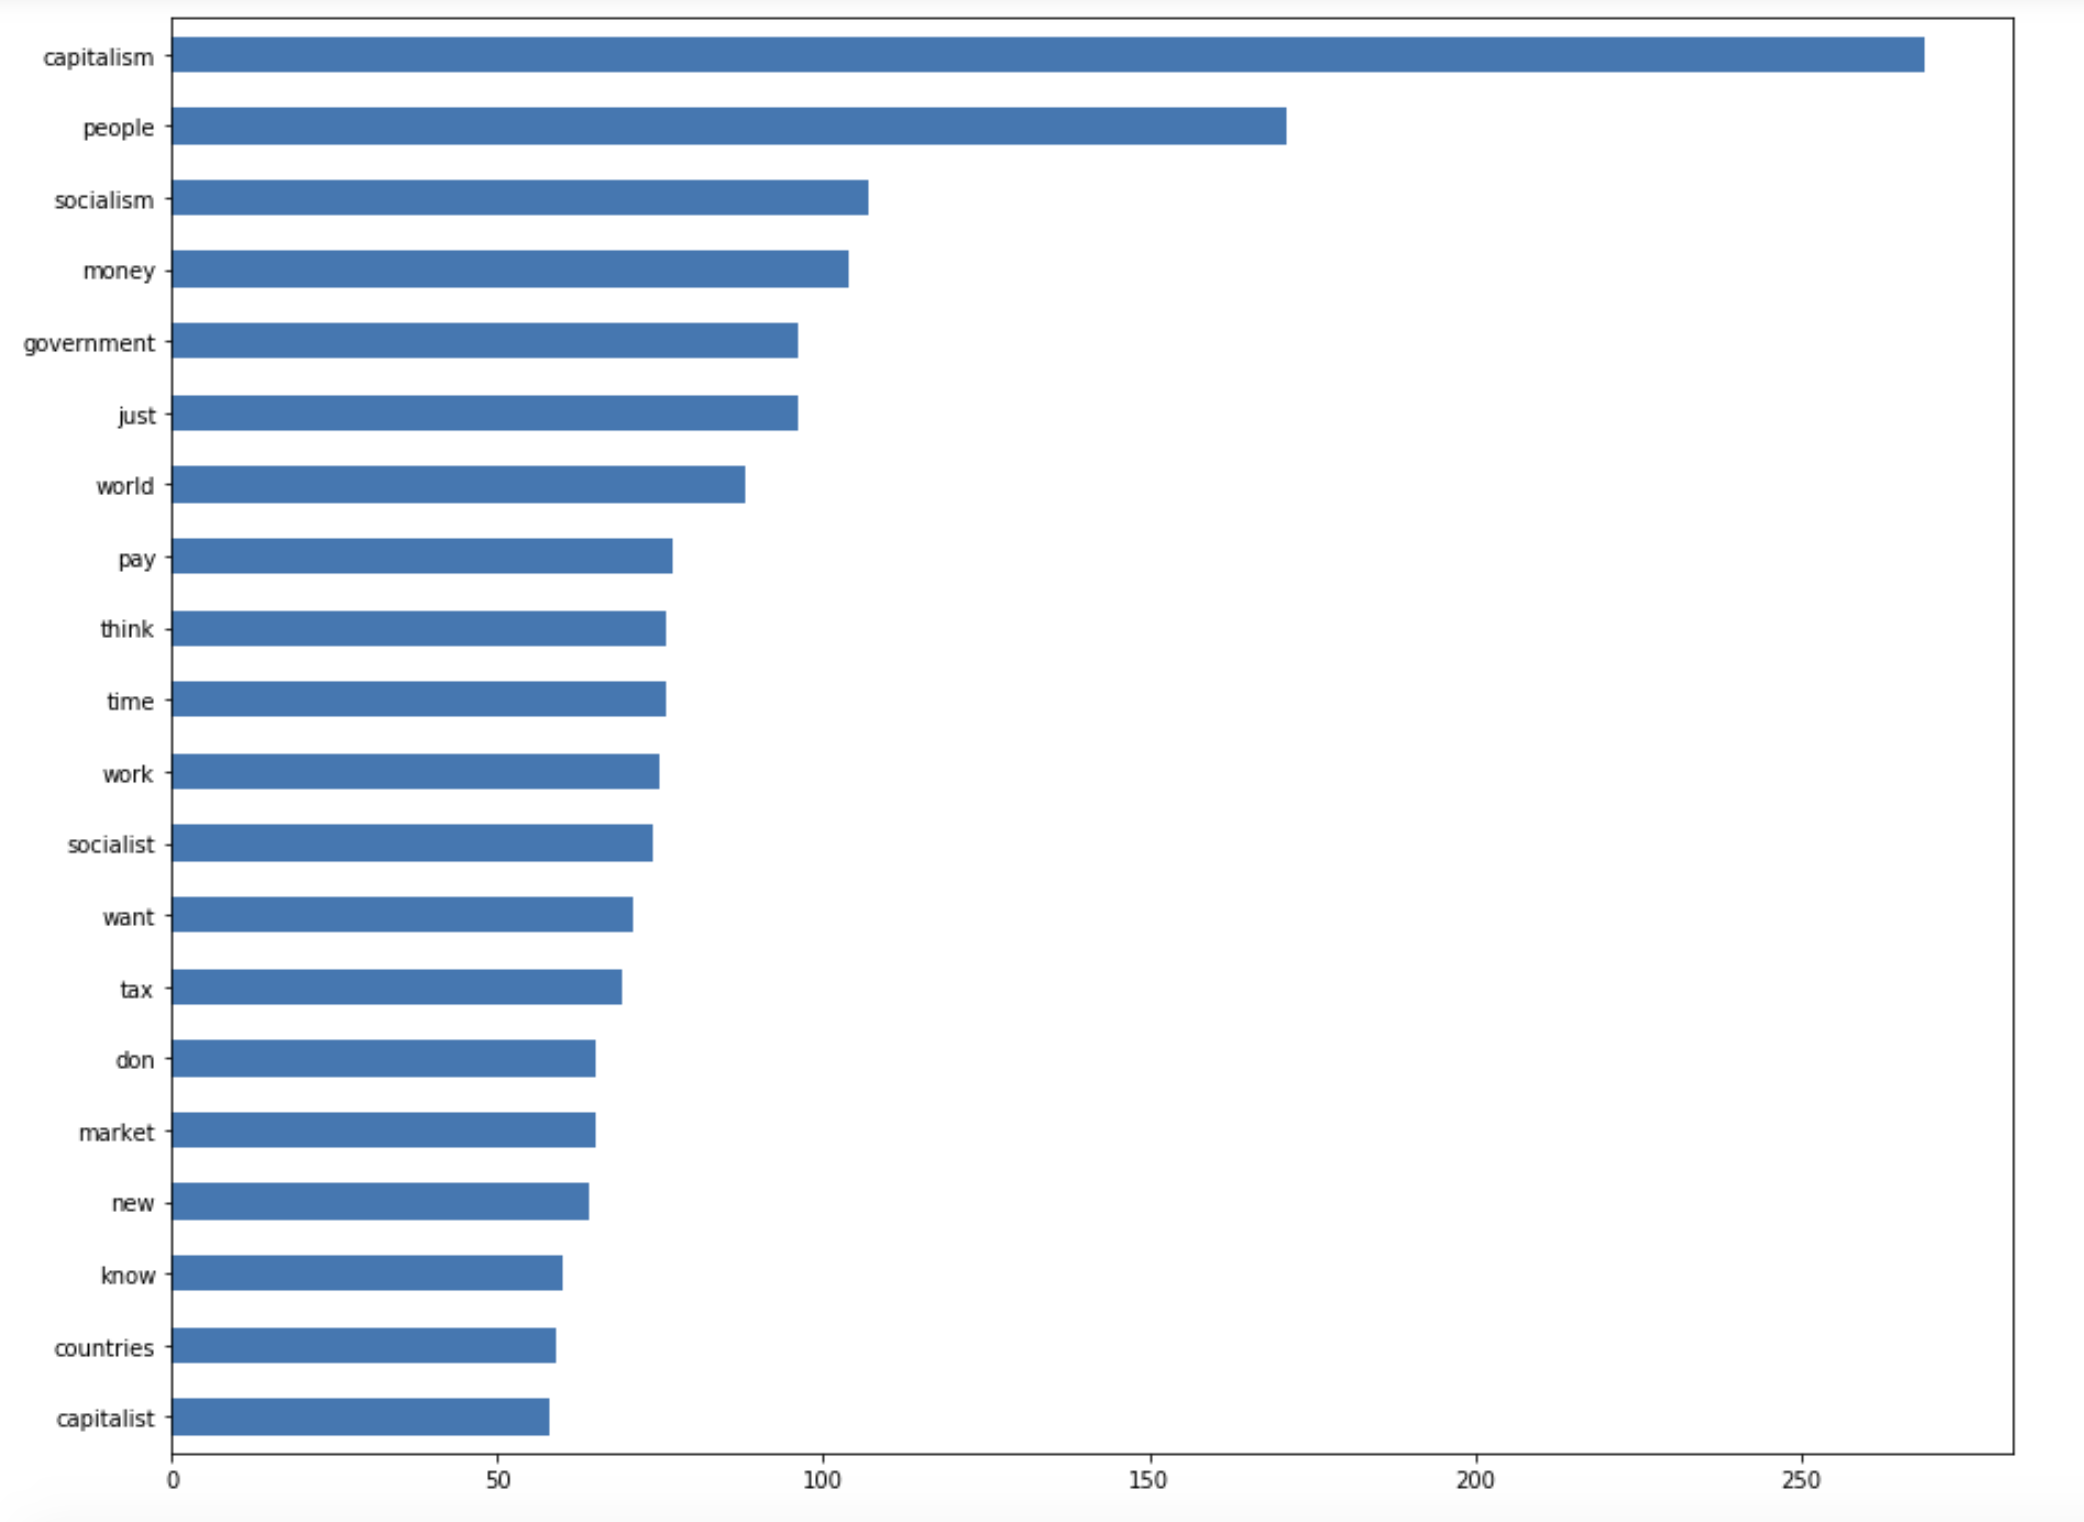 capitalism
people
socialism
money
government
just
world
pay
think
time
work
socialist
want
tax
don
market
new
know
countries
capitalist
0 50 100 150 200 250